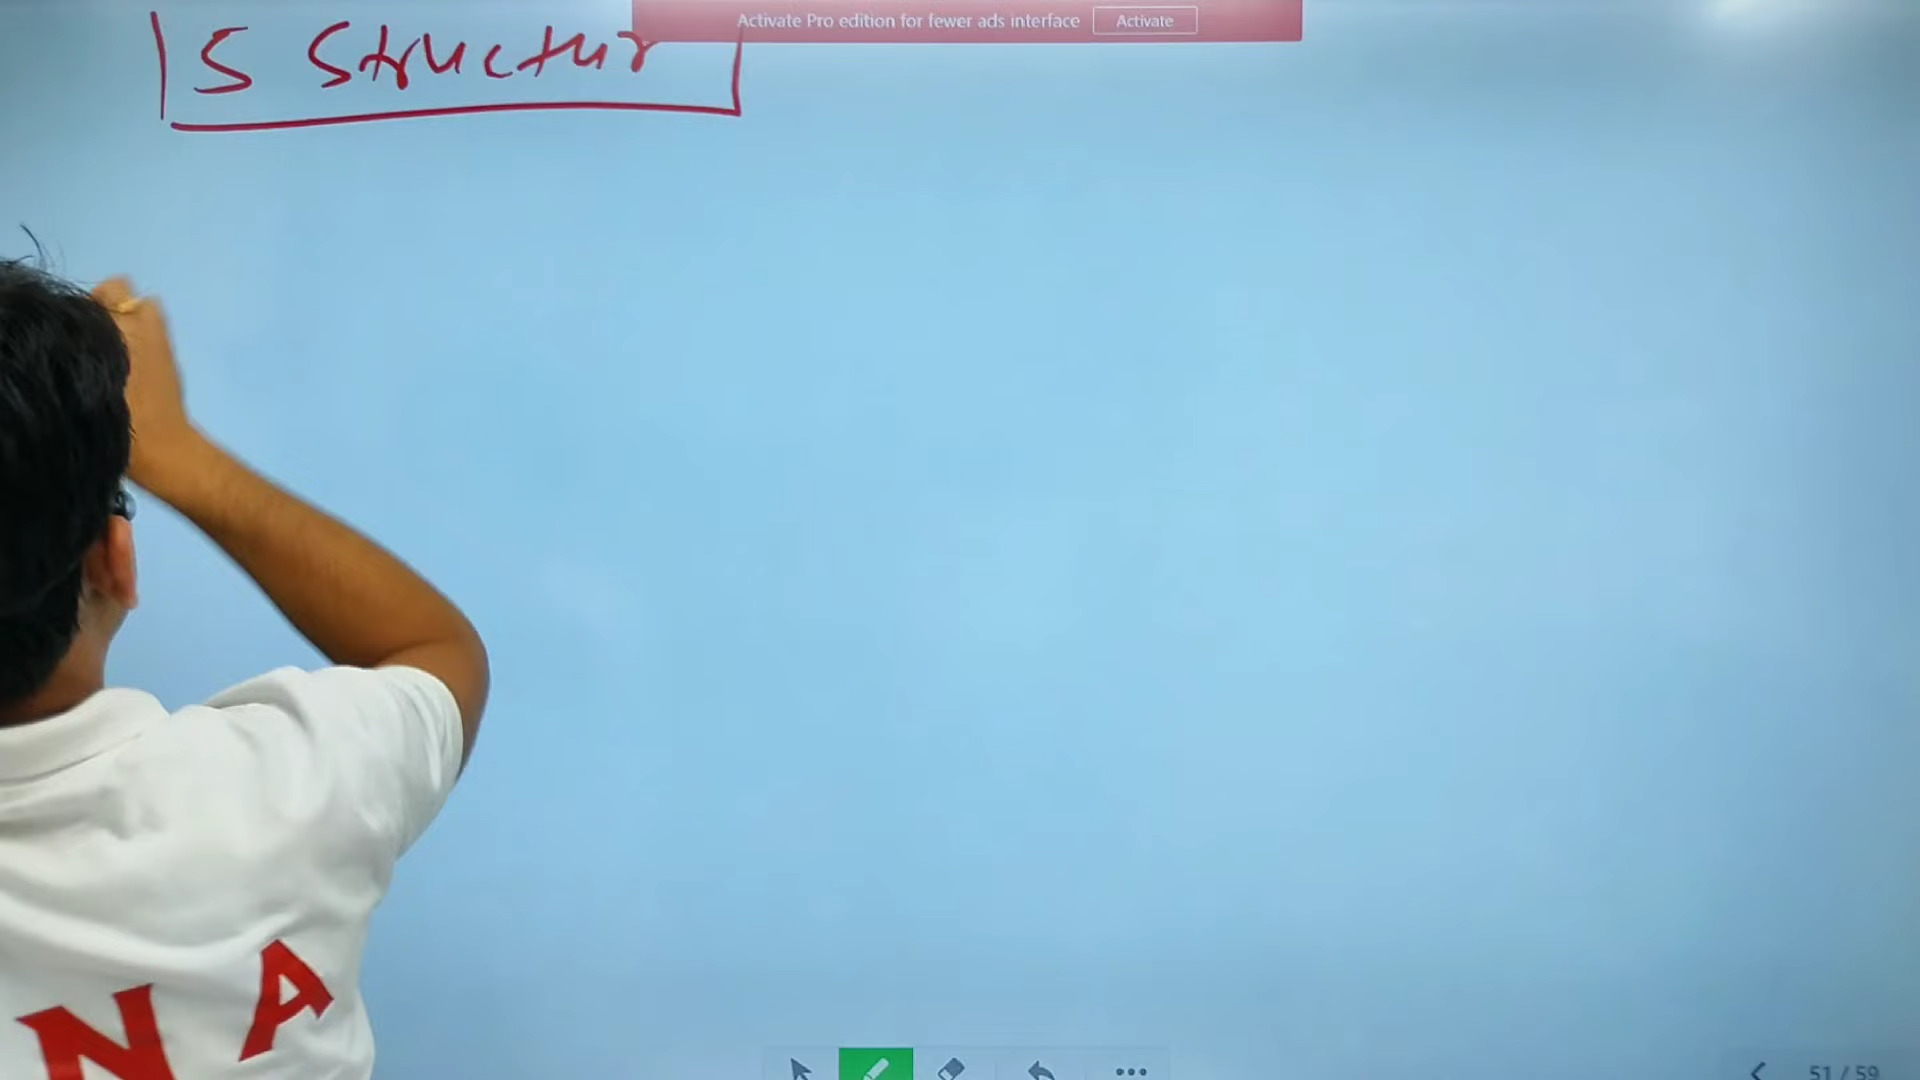 Activate Pro edition for fewer ads interface Activate
5 Structur
N A
51 / 59